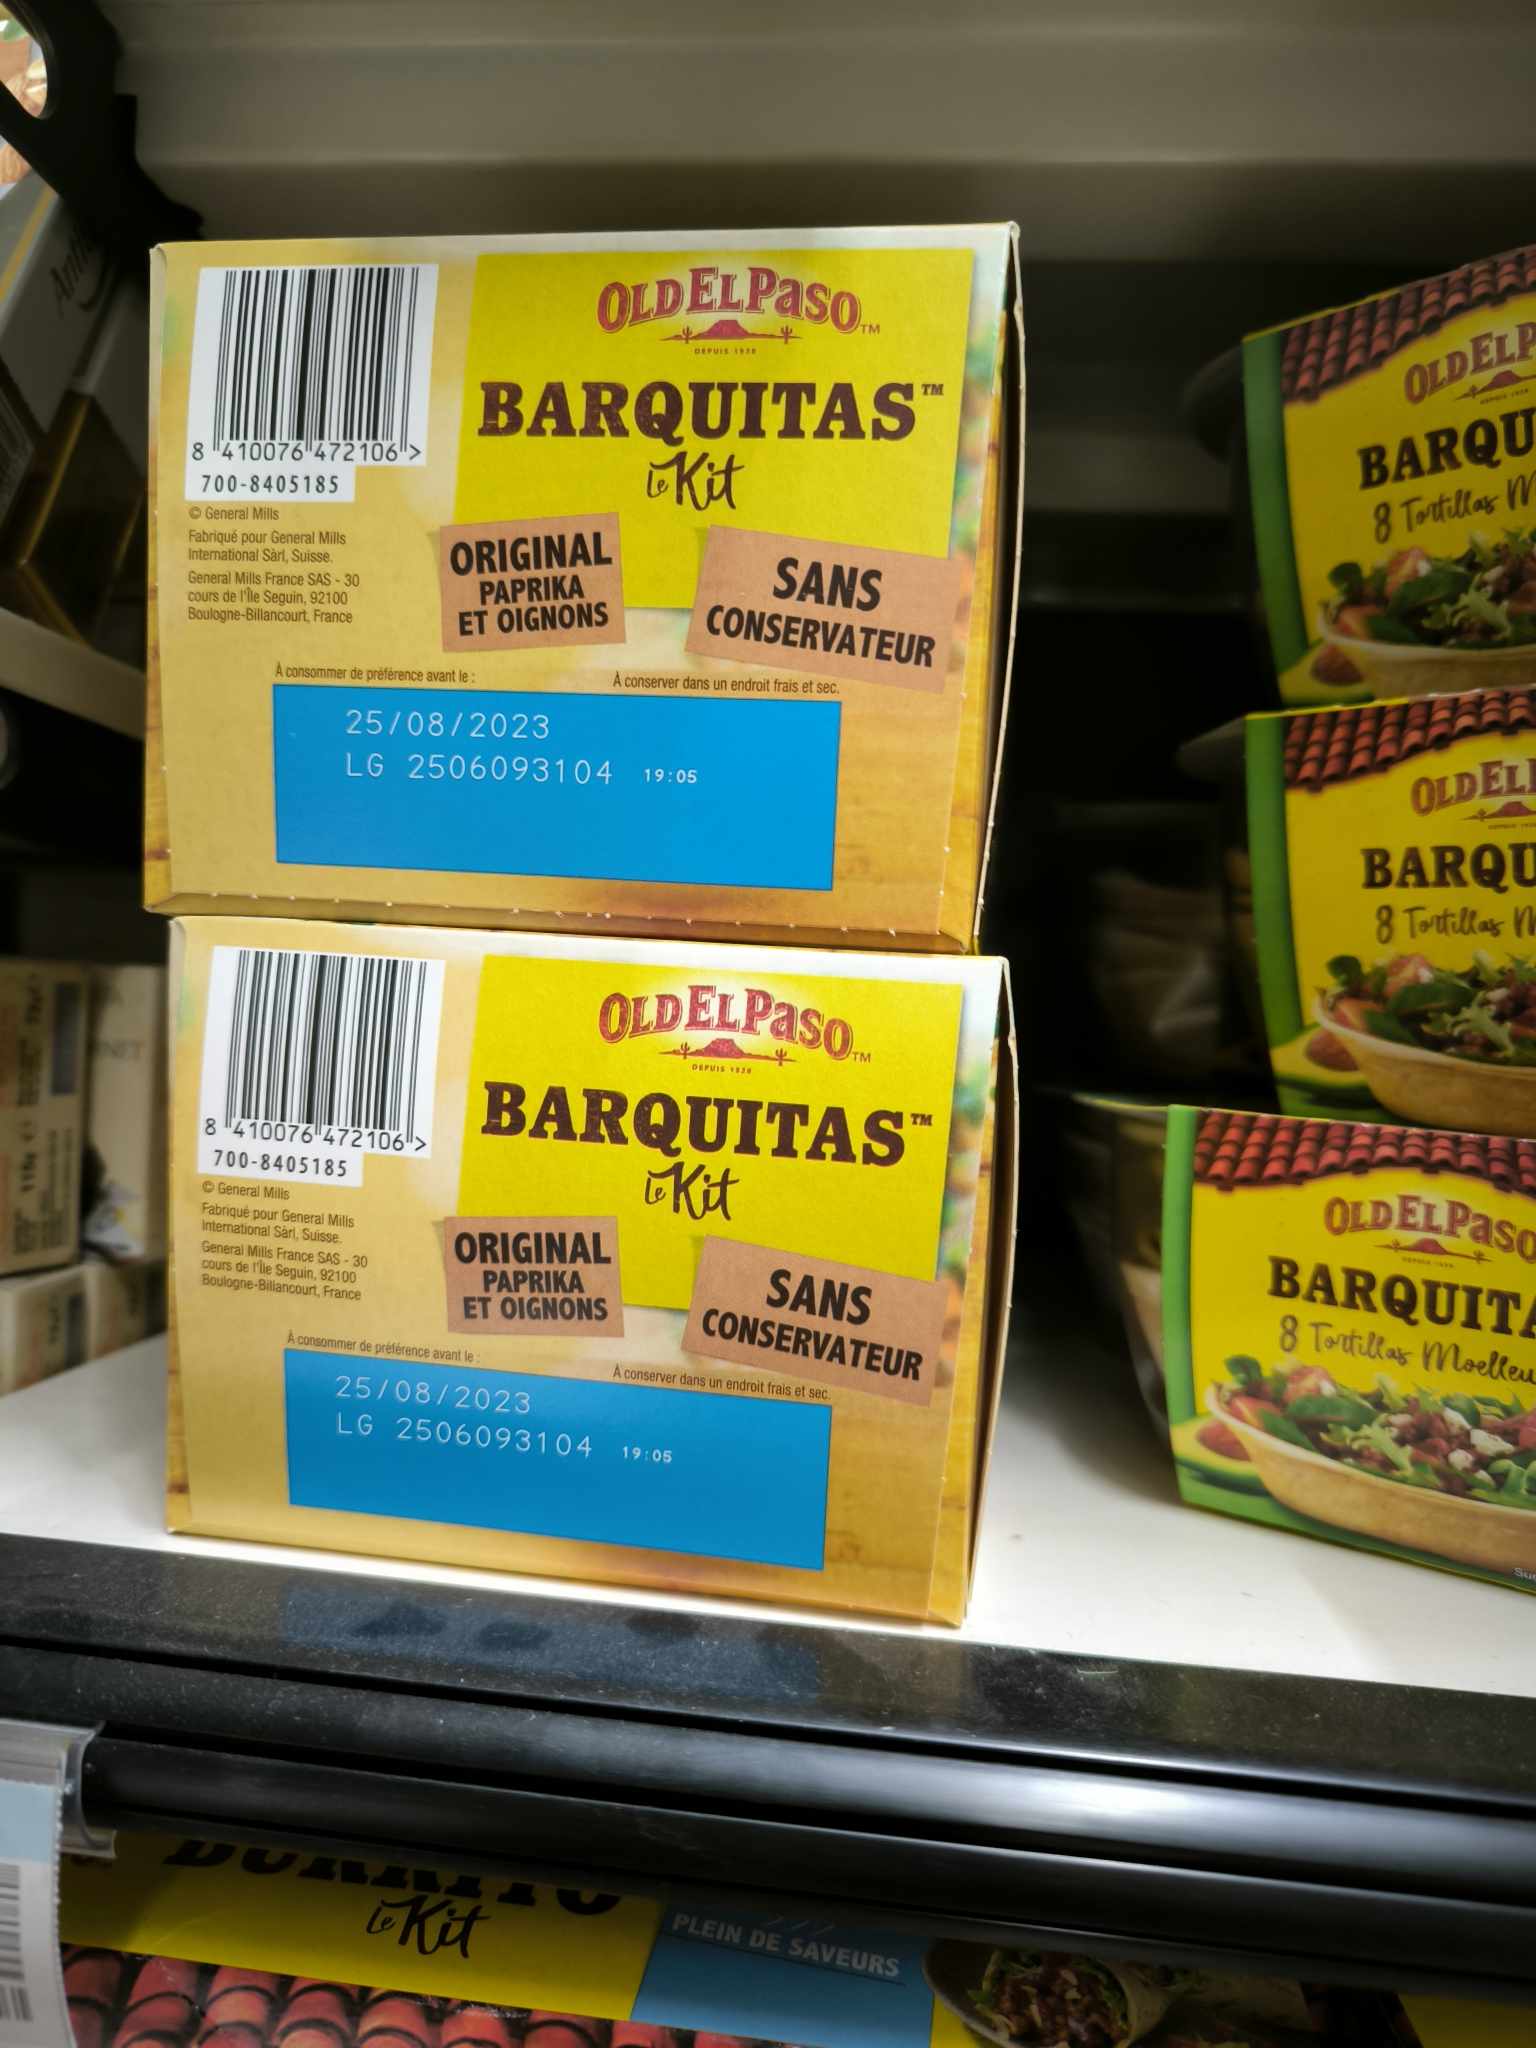 OLD EL PASO™
DEPUIS 1938
BARQUITAS™
le Kit
8 410076 472106 >
700-8405185
© General Mills
Fabriqué pour General Mills
International Sàrl, Suisse.
General Mills France SAS - 30
cours de l'Île Seguin, 92100
Boulogne-Billancourt, France
ORIGINAL
PAPRIKA
ET OIGNONS
SANS
CONSERVATEUR
À consommer de préférence avant le :
À conserver dans un endroit frais et sec.
25/08/2023
LG 2506093104 19:05
OLD EL PASO™
DEPUIS 1938
BARQUITAS™
le Kit
8 410076 472106 >
700-8405185
© General Mills
Fabriqué pour General Mills
International Sàrl, Suisse.
General Mills France SAS - 30
cours de l'Île Seguin, 92100
Boulogne-Billancourt, France
ORIGINAL
PAPRIKA
ET OIGNONS
SANS
CONSERVATEUR
À consommer de préférence avant le :
À conserver dans un endroit frais et sec.
25/08/2023
LG 2506093104 19:05
OLD EL P
BARQU
8 Tortillas M
OLD EL
BARQU
8 Tortillas M
OLD EL PASO
BARQUITA
8 Tortillas Moelleu
BURRITO
le Kit
PLEIN DE SAVEURS